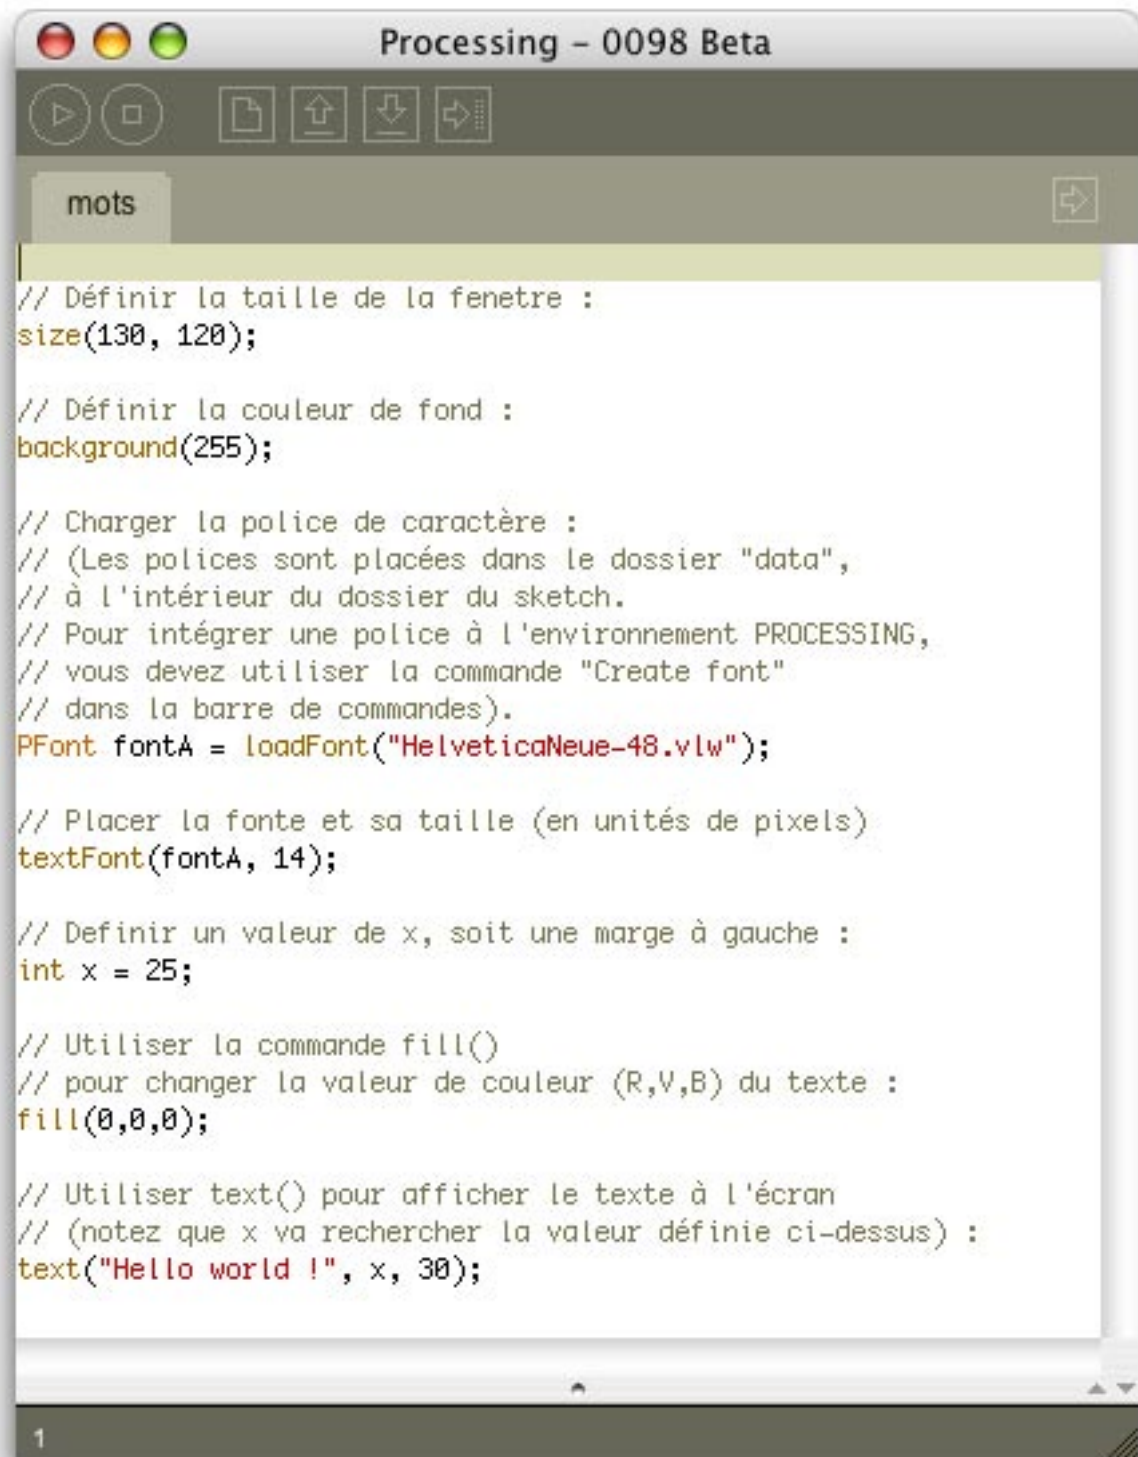 Processing – 0098 Beta
mots
// Définir la taille de la fenetre :
size(130, 120);
// Définir la couleur de fond :
background(255);
// Charger la police de caractère :
// (Les polices sont placées dans le dossier "data",
// à l'intérieur du dossier du sketch.
// Pour intégrer une police à l'environnement PROCESSING,
// vous devez utiliser la commande "Create font"
// dans la barre de commandes).
PFont fontA = loadFont("HelveticaNeue-48.vlw");
// Placer la fonte et sa taille (en unités de pixels)
textFont(fontA, 14);
// Definir un valeur de x, soit une marge à gauche :
int x = 25;
// Utiliser la commande fill()
// pour changer la valeur de couleur (R,V,B) du texte :
fill(0,0,0);
// Utiliser text() pour afficher le texte à l'écran
// (notez que x va rechercher la valeur définie ci-dessus) :
text("Hello world !", x, 30);
1